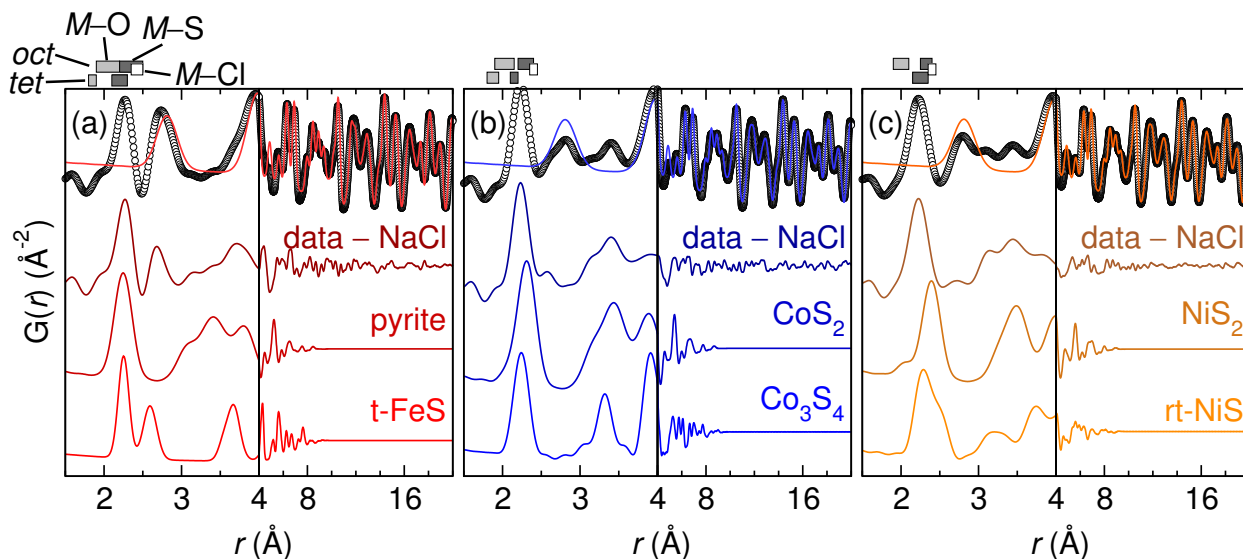 M–O
M–S
oct
tet
M–Cl
(a)
(b)
(c)
G(r) (Å⁻²)
data – NaCl
data – NaCl
data – NaCl
pyrite
CoS₂
NiS₂
t-FeS
Co₃S₄
rt-NiS
2 3 4 8 16
2 3 4 8 16
2 3 4 8 16
r (Å)
r (Å)
r (Å)